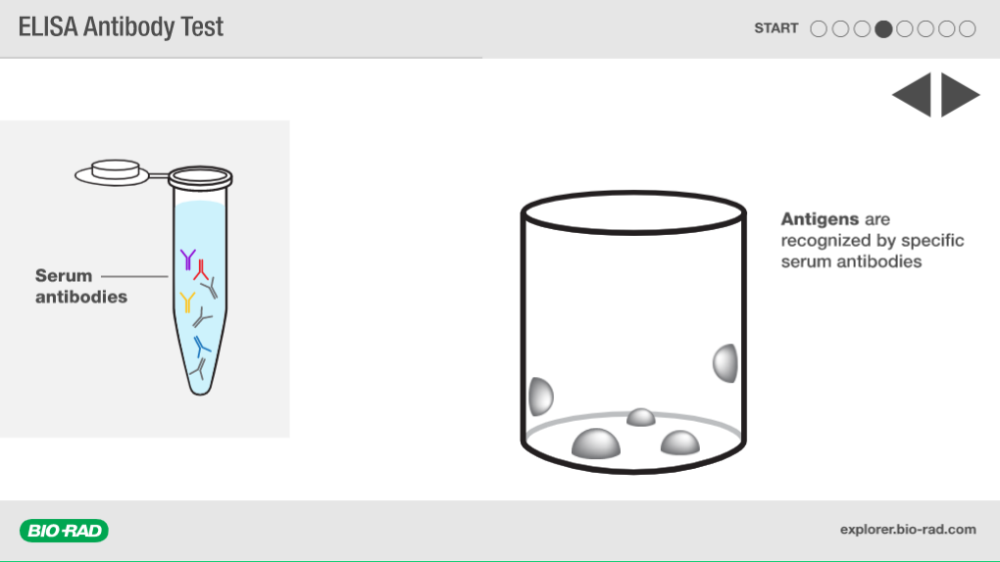 ELISA Antibody Test
START
Serum
antibodies
Antigens are
recognized by specific
serum antibodies
BIO-RAD
explorer.bio-rad.com